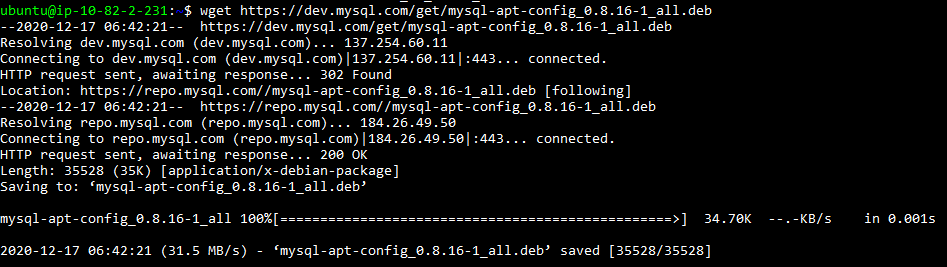 ubuntu@ip-10-82-2-231:~$ wget https://dev.mysql.com/get/mysql-apt-config_0.8.16-1_all.deb
--2020-12-17 06:42:21--  https://dev.mysql.com/get/mysql-apt-config_0.8.16-1_all.deb
Resolving dev.mysql.com (dev.mysql.com)... 137.254.60.11
Connecting to dev.mysql.com (dev.mysql.com)|137.254.60.11|:443... connected.
HTTP request sent, awaiting response... 302 Found
Location: https://repo.mysql.com//mysql-apt-config_0.8.16-1_all.deb [following]
--2020-12-17 06:42:21--  https://repo.mysql.com//mysql-apt-config_0.8.16-1_all.deb
Resolving repo.mysql.com (repo.mysql.com)... 184.26.49.50
Connecting to repo.mysql.com (repo.mysql.com)|184.26.49.50|:443... connected.
HTTP request sent, awaiting response... 200 OK
Length: 35528 (35K) [application/x-debian-package]
Saving to: ‘mysql-apt-config_0.8.16-1_all.deb’
mysql-apt-config_0.8.16-1_all 100%[=================================================>]  34.70K  --.-KB/s    in 0.001s
2020-12-17 06:42:21 (31.5 MB/s) - ‘mysql-apt-config_0.8.16-1_all.deb’ saved [35528/35528]